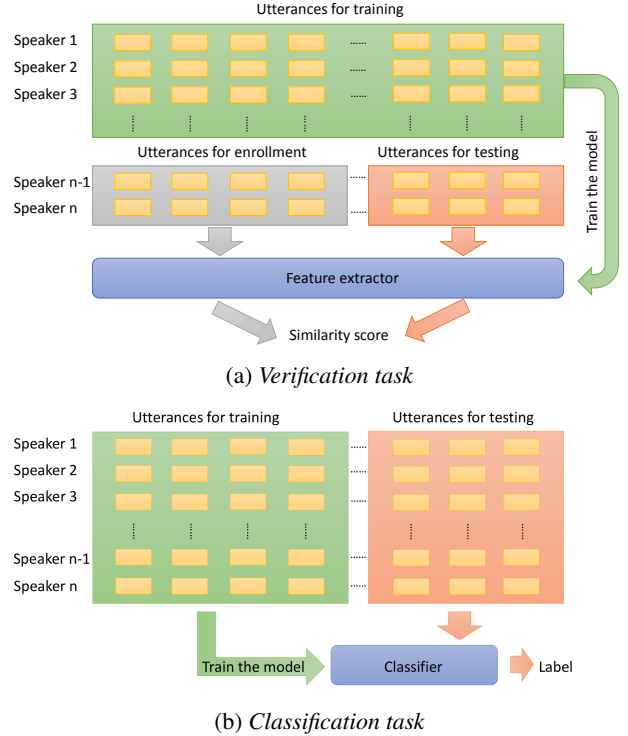 Utterances for training
Speaker 1
Speaker 2
......
Speaker 3
......
......
Utterances for enrollment
Utterances for testing
Speaker n-1
......
Speaker n
......
Train the model
Feature extractor
Similarity score
(a) Verification task
Utterances for training
Utterances for testing
Speaker 1
......
Speaker 2
......
Speaker 3
......
Speaker n-1
......
Speaker n
......
Train the model
Classifier
Label
(b) Classification task